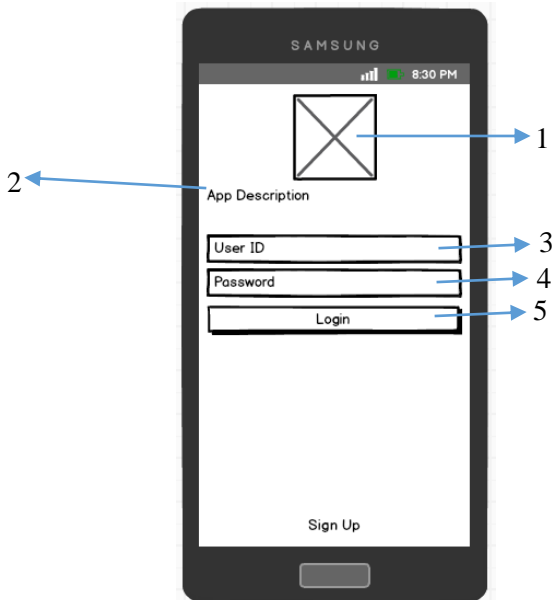 SAMSUNG
8:30 PM
1
2
App Description
User ID
3
Password
4
Login
5
Sign Up